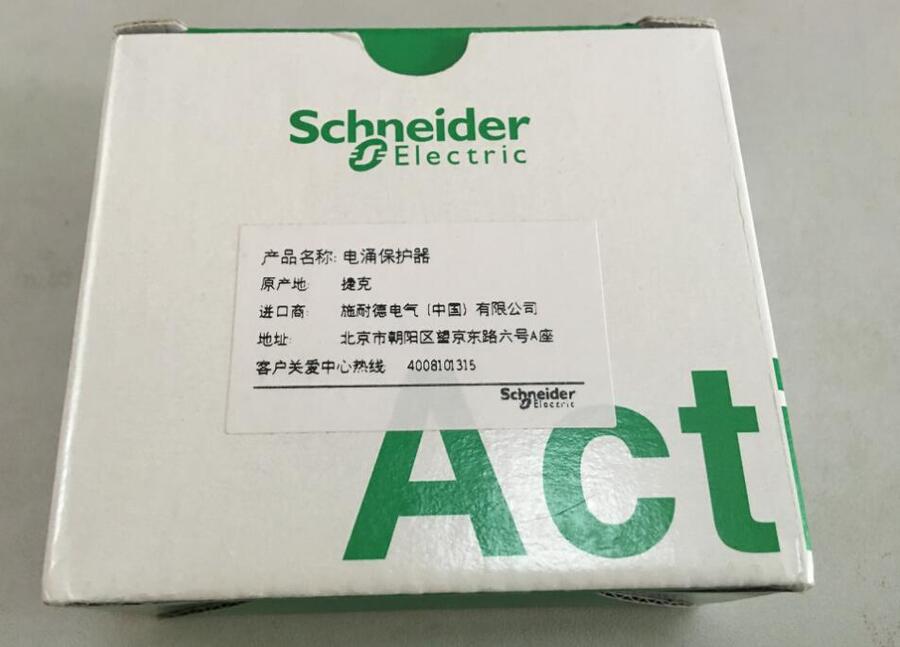 Schneider
Electric
产品名称: 电涌保护器
原产地: 捷克
进口商: 施耐德电气 (中国) 有限公司
地址: 北京市朝阳区望京东路六号A座
客户关爱中心热线: 4008101315
Schneider
Electric
Acti